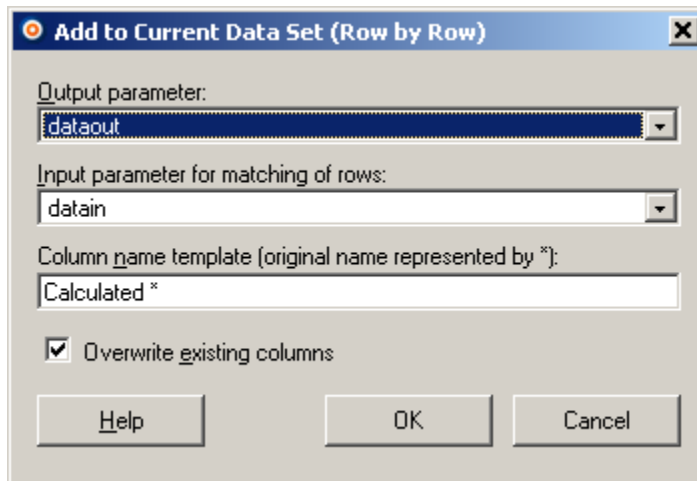 Add to Current Data Set (Row by Row)
Output parameter:
dataout
Input parameter for matching of rows:
datain
Column name template (original name represented by *):
Calculated *
Overwrite existing columns
Help OK Cancel